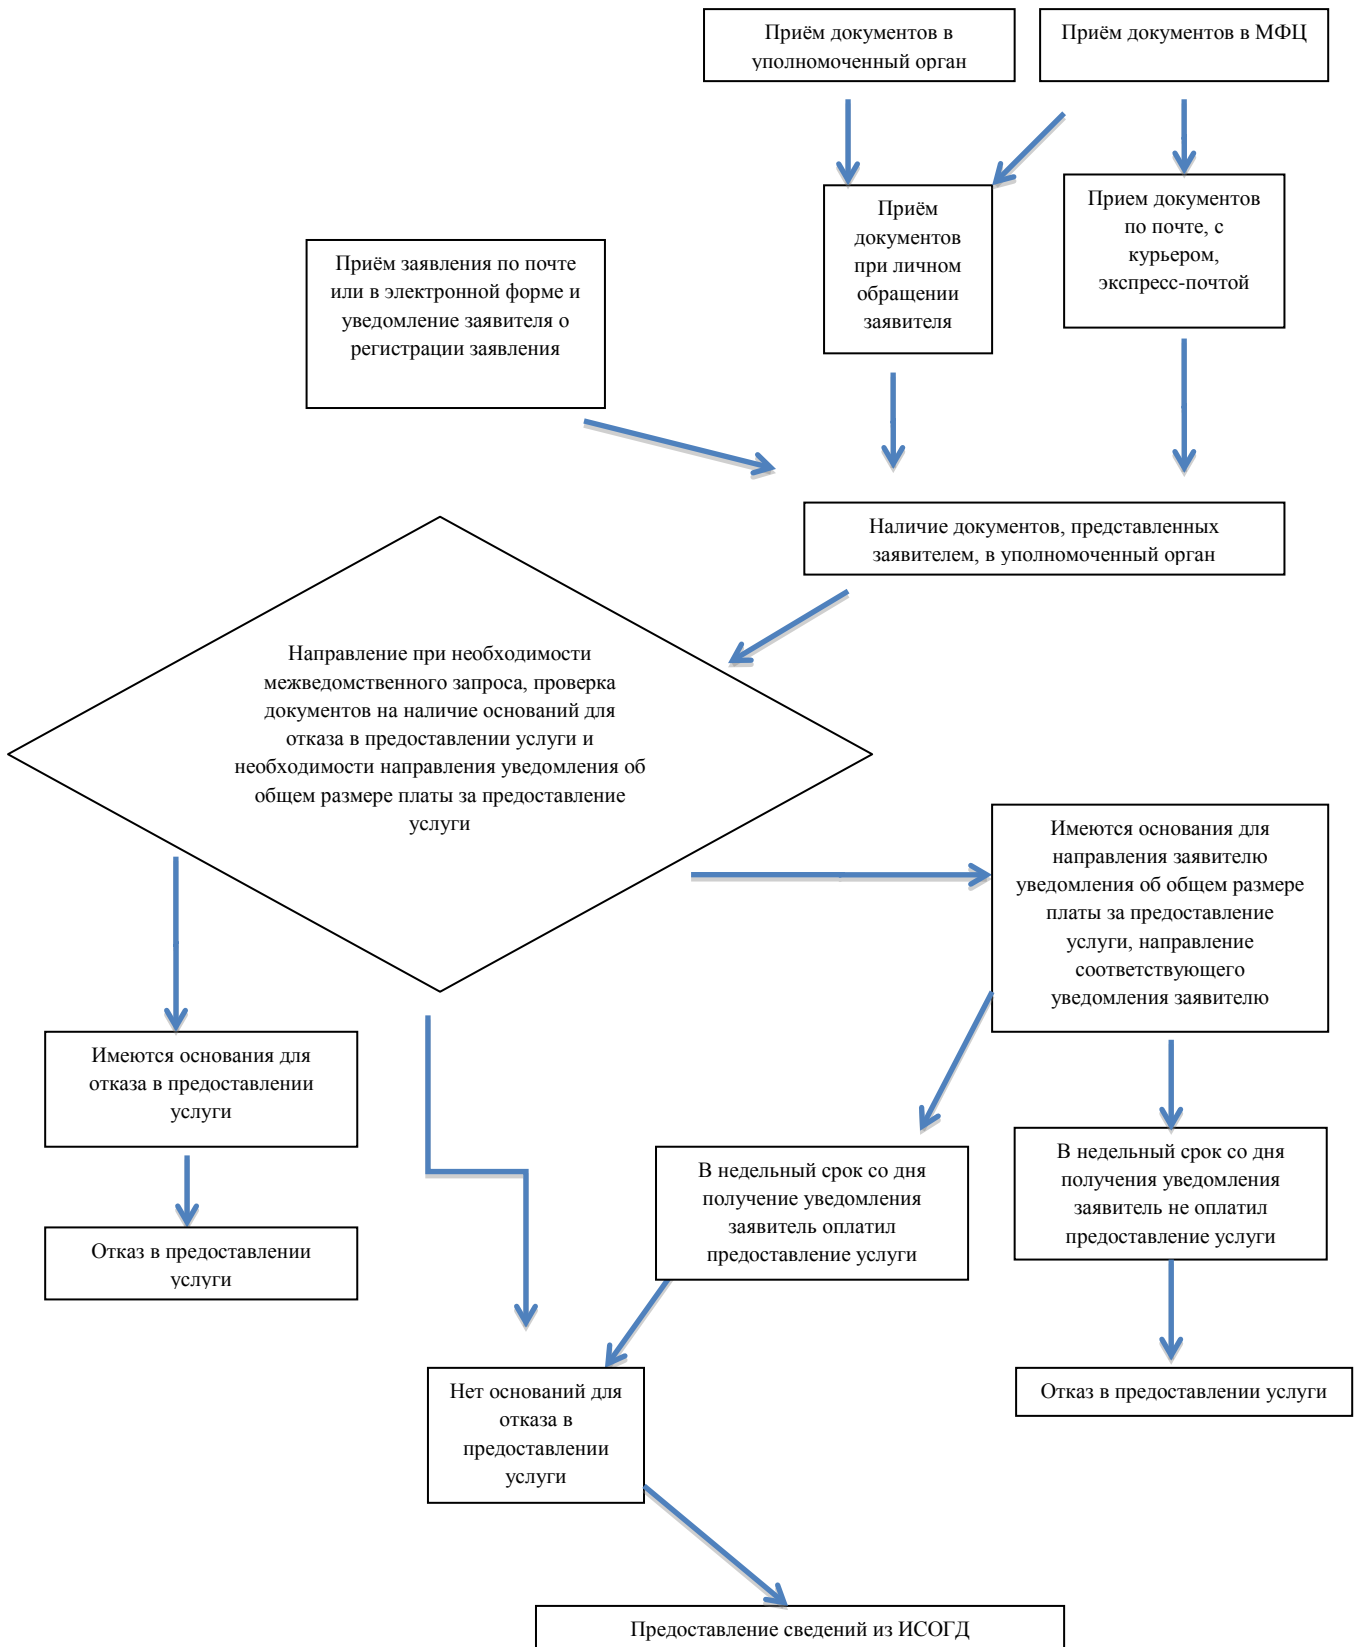 Приём документов в
уполномоченный орган
Приём документов в МФЦ
Приём
документов
при личном
обращении
заявителя
Прием документов
по почте, с
курьером,
экспресс-почтой
Приём заявления по почте
или в электронной форме и
уведомление заявителя о
регистрации заявления
Наличие документов, представленных
заявителем, в уполномоченный орган
Направление при необходимости
межведомственного запроса, проверка
документов на наличие оснований для
отказа в предоставлении услуги и
необходимости направления уведомления об
общем размере платы за предоставление
услуги
Имеются основания для
направления заявителю
уведомления об общем размере
платы за предоставление
услуги, направление
соответствующего
уведомления заявителю
Имеются основания для
отказа в предоставлении
услуги
В недельный срок со дня
получение уведомления
заявитель оплатил
предоставление услуги
В недельный срок со дня
получения уведомления
заявитель не оплатил
предоставление услуги
Отказ в предоставлении
услуги
Нет оснований для
отказа в
предоставлении
услуги
Отказ в предоставлении услуги
Предоставление сведений из ИСОГД